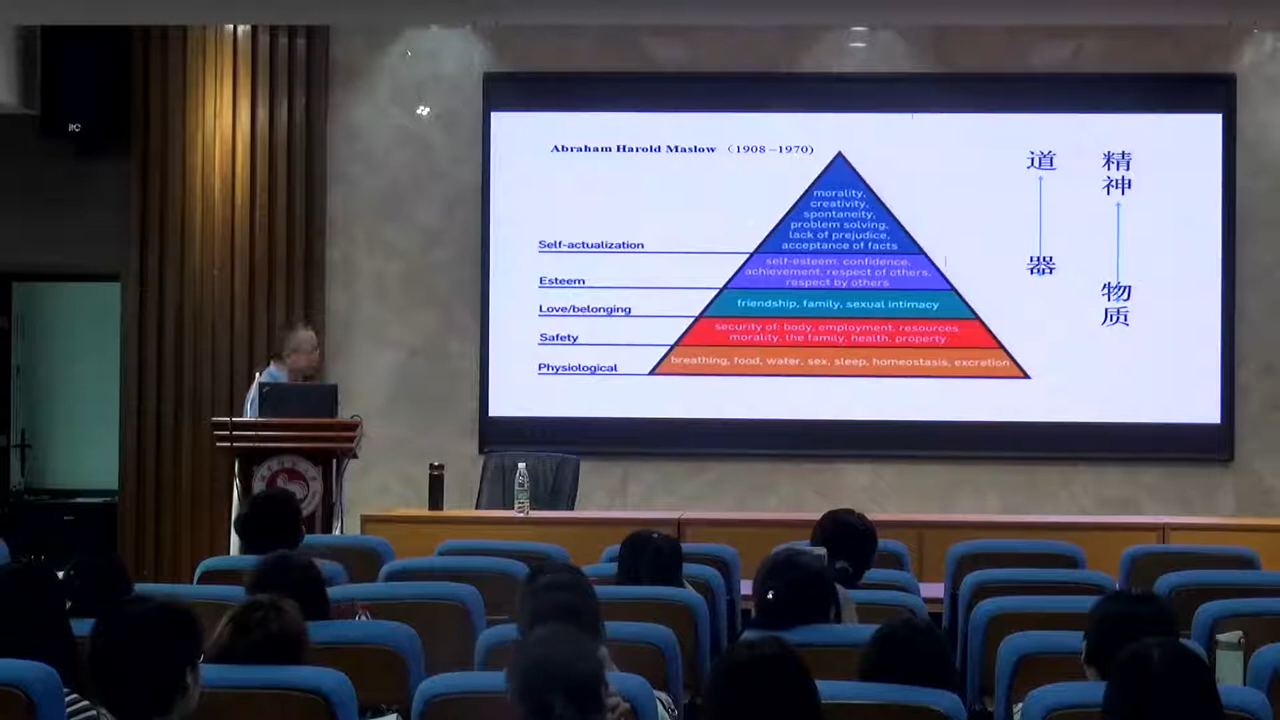 Abraham Harold Maslow （1908–1970)
morality,
creativity,
spontaneity,
problem solving,
lack of prejudice,
acceptance of facts
Self-actualization
self-esteem, confidence,
achievement, respect of others,
respect by others
Esteem
friendship, family, sexual intimacy
Love/belonging
security of: body, employment, resources
morality, the family, health, property
Safety
breathing, food, water, sex, sleep, homeostasis, excretion
Physiological
道
器
精神
物质